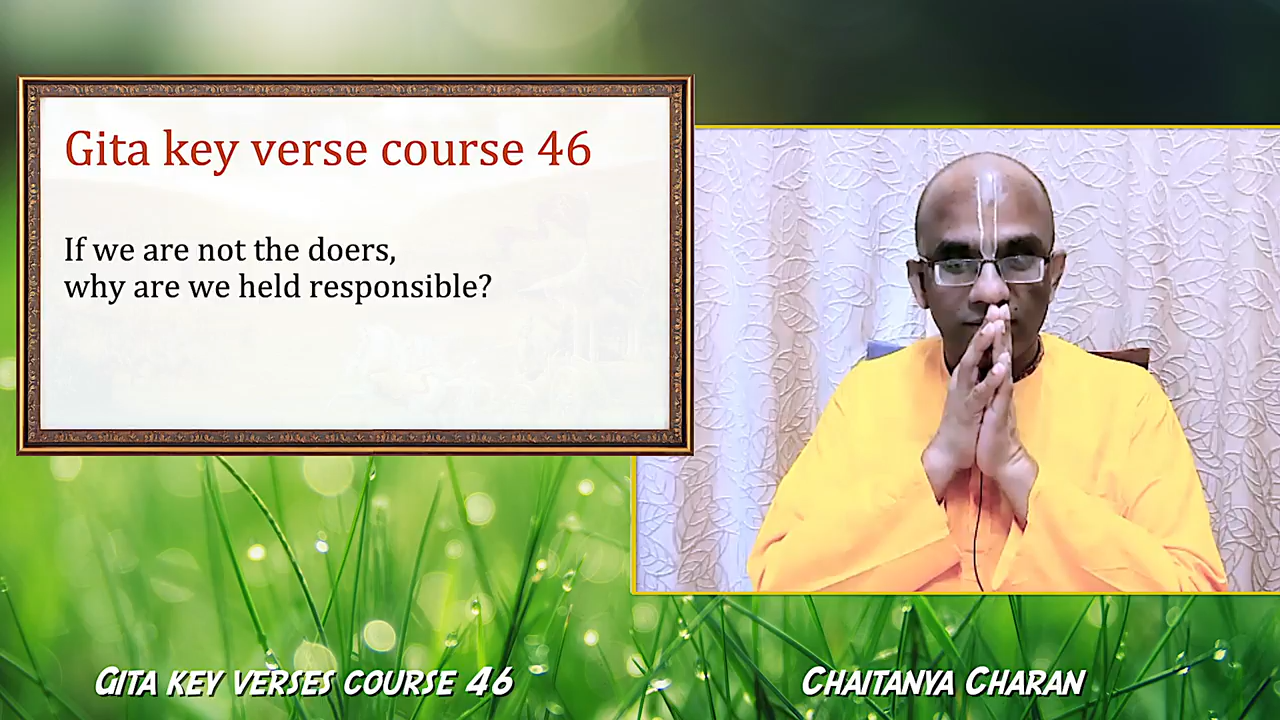 Gita key verse course 46
If we are not the doers,
why are we held responsible?
GITA KEY VERSES COURSE 46
CHAITANYA CHARAN